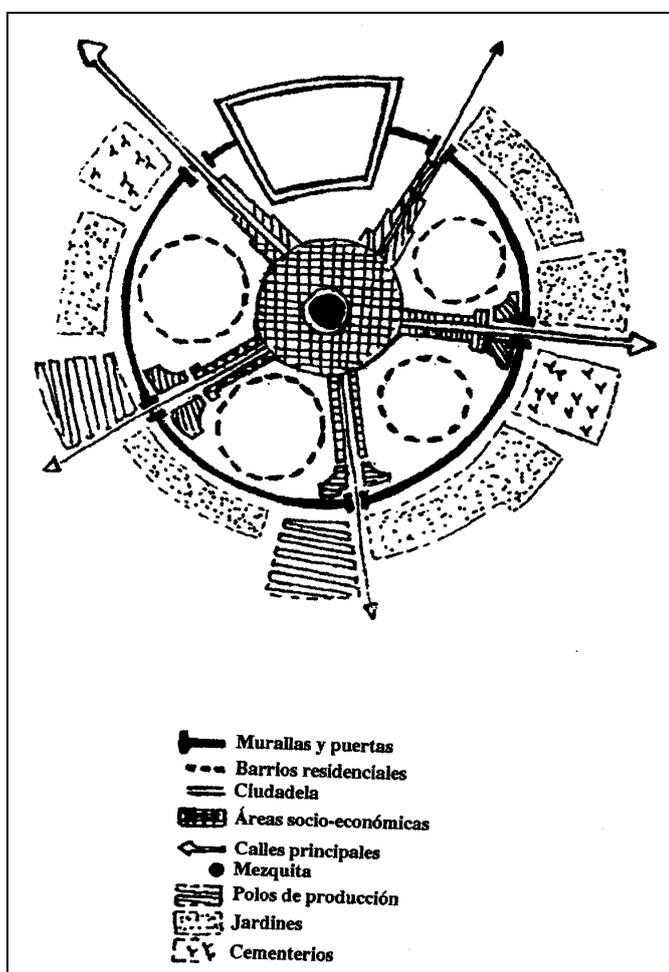 Murallas y puertas
Barrios residenciales
Ciudadela
Áreas socio-económicas
Calles principales
Mezquita
Polos de producción
Jardines
Cementerios